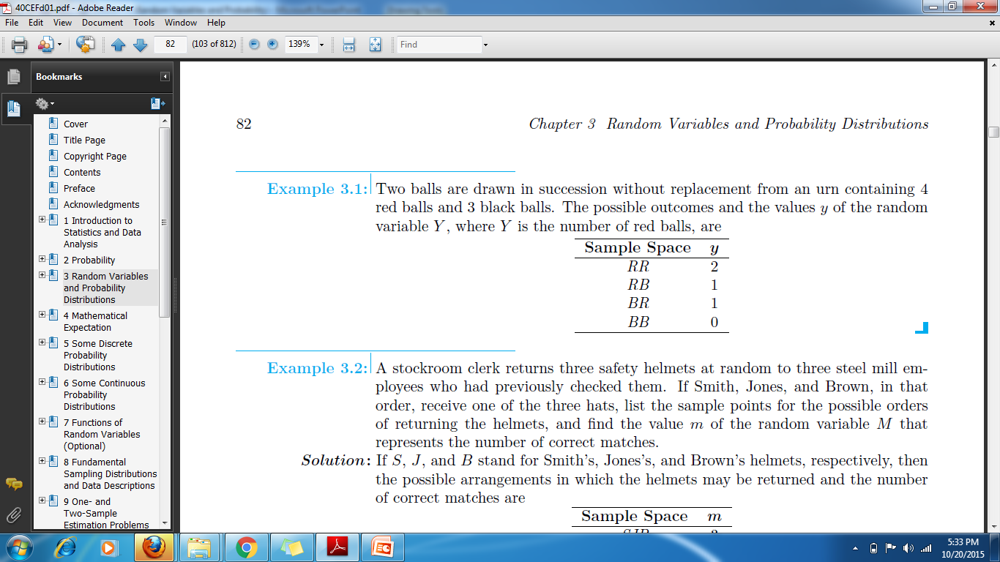 40CEFd01.pdf - Adobe Reader
File Edit View Document Tools Window Help
82 (103 of 812) 139% Find
Bookmarks
Cover
Title Page
Copyright Page
Contents
Preface
Acknowledgments
1 Introduction to
Statistics and Data
Analysis
2 Probability
3 Random Variables
and Probability
Distributions
4 Mathematical
Expectation
5 Some Discrete
Probability
Distributions
6 Some Continuous
Probability
Distributions
7 Functions of
Random Variables
(Optional)
8 Fundamental
Sampling Distributions
and Data Descriptions
9 One- and
Two-Sample
Estimation Problems
82 Chapter 3 Random Variables and Probability Distributions
Example 3.1: Two balls are drawn in succession without replacement from an urn containing 4
red balls and 3 black balls. The possible outcomes and the values y of the random
variable Y, where Y is the number of red balls, are
Sample Space y
RR 2
RB 1
BR 1
BB 0
Example 3.2: A stockroom clerk returns three safety helmets at random to three steel mill em-
ployees who had previously checked them. If Smith, Jones, and Brown, in that
order, receive one of the three hats, list the sample points for the possible orders
of returning the helmets, and find the value m of the random variable M that
represents the number of correct matches.
Solution: If S, J, and B stand for Smith's, Jones's, and Brown's helmets, respectively, then
the possible arrangements in which the helmets may be returned and the number
of correct matches are
Sample Space m
5:33 PM
10/20/2015